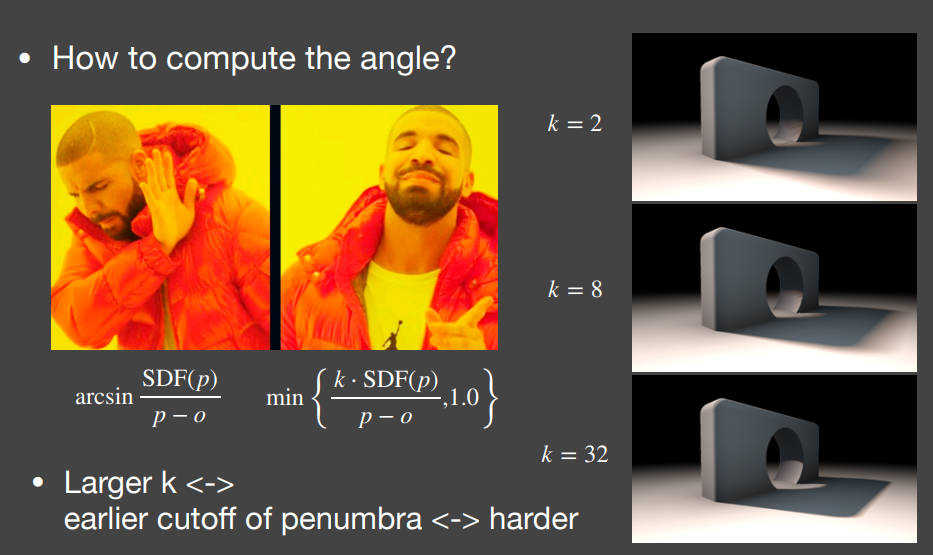 • How to compute the angle?
k = 2
k = 8
arcsin SDF(p) / p − o
min { k · SDF(p) / p − o ,1.0 }
k = 32
• Larger k <->
earlier cutoff of penumbra <-> harder